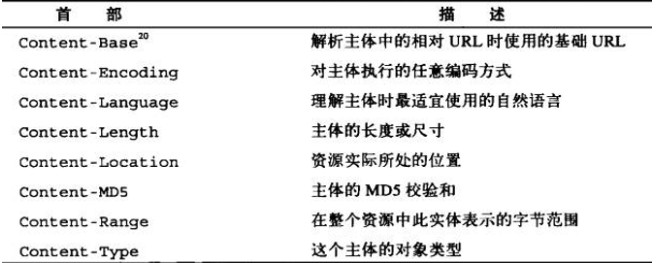 首 部 描 述
Content-Base20 解析主体中的相对 URL 时使用的基础 URL
Content-Encoding 对主体执行的任意编码方式
Content-Language 理解主体时最适宜使用的自然语言
Content-Length 主体的长度或尺寸
Content-Location 资源实际所处的位置
Content-MD5 主体的 MD5 校验和
Content-Range 在整个资源中此实体表示的字节范围
Content-Type 这个主体的对象类型